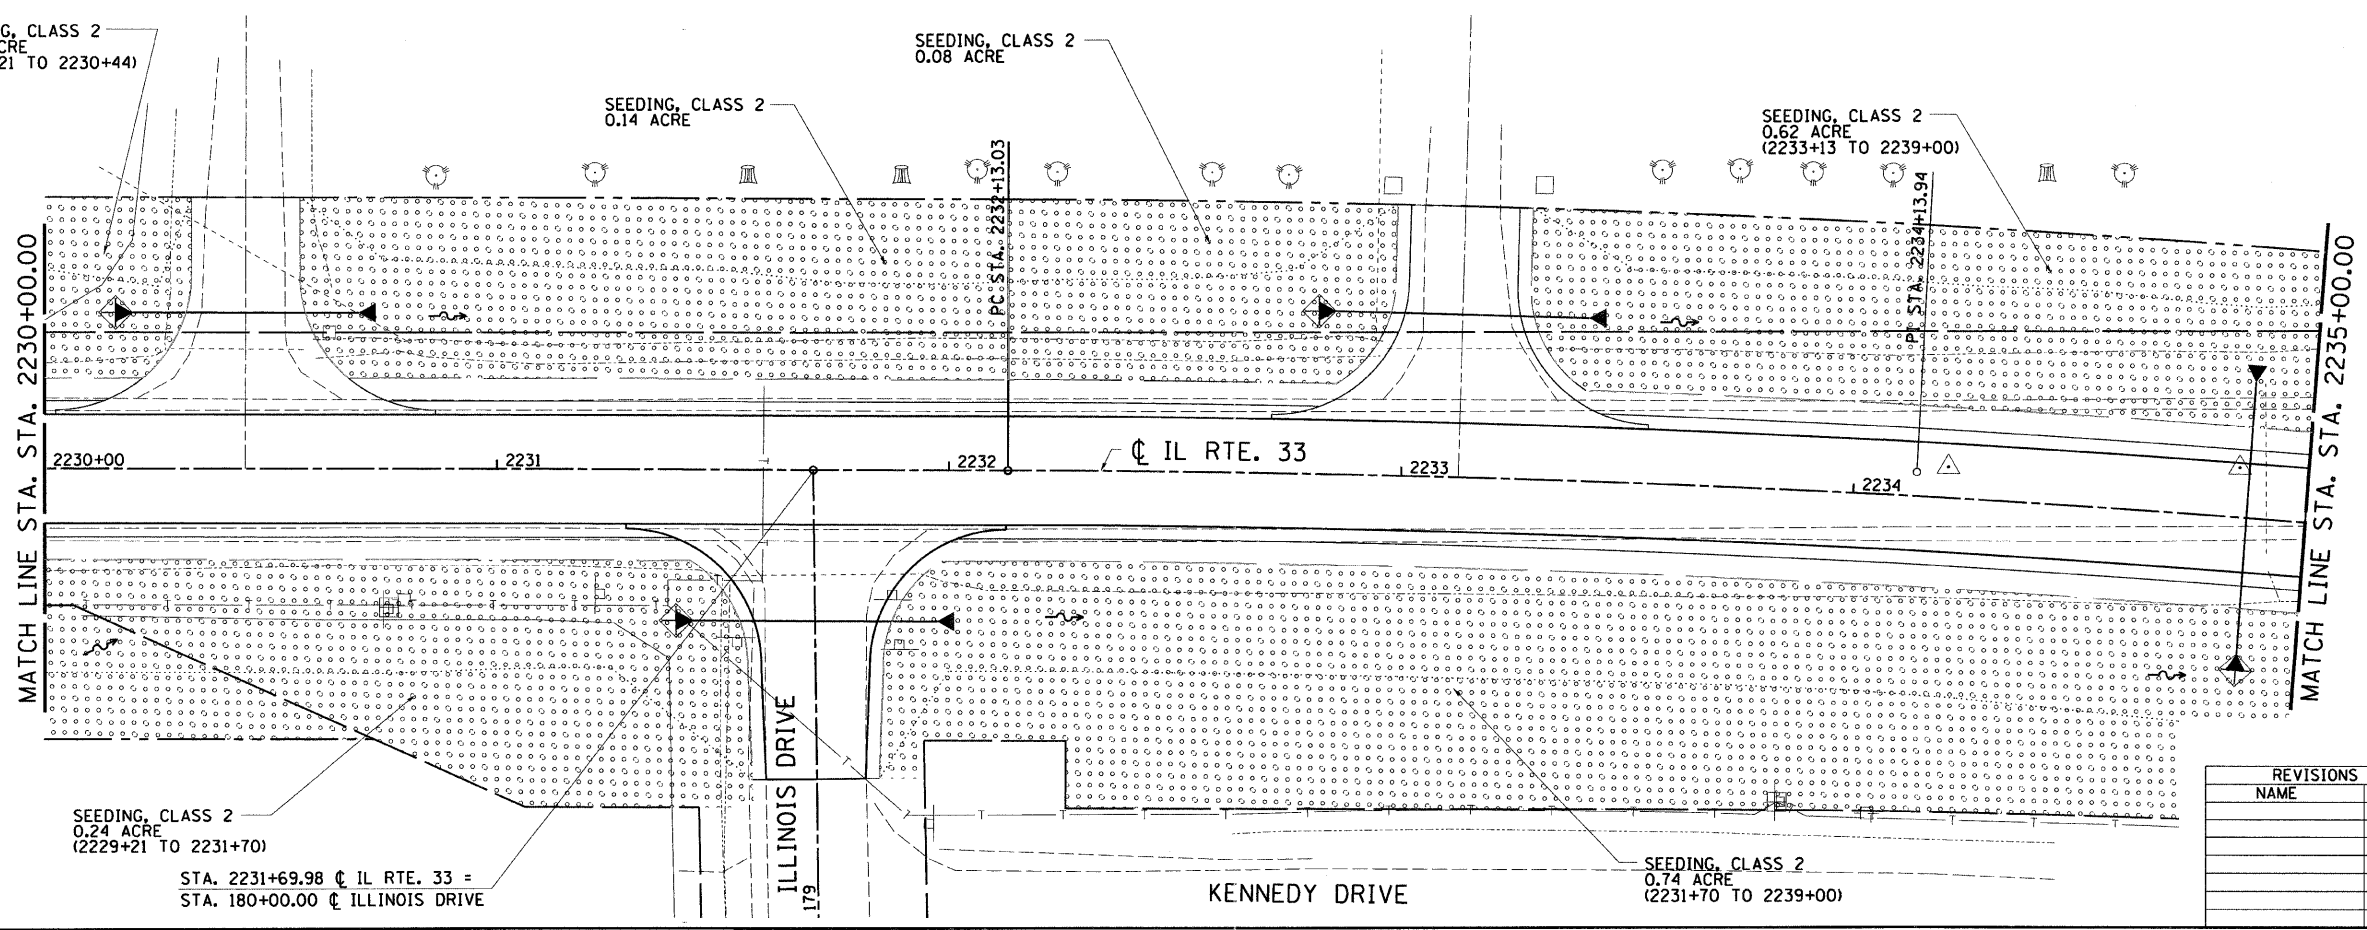 G, CLASS 2
CRE
21 TO 2230+44)
SEEDING, CLASS 2
0.14 ACRE
SEEDING, CLASS 2
0.08 ACRE
SEEDING, CLASS 2
0.62 ACRE
(2233+13 TO 2239+00)
PC STA. 2232+13.03
STA. 2234+13.94
MATCH LINE STA. STA. 2230+00.00
2230+00
2231
2232
℄ IL RTE. 33
2233
2234
MATCH LINE STA. STA. 2235+00.00
SEEDING, CLASS 2
0.24 ACRE
(2229+21 TO 2231+70)
STA. 2231+69.98 ℄ IL RTE. 33 =
STA. 180+00.00 ℄ ILLINOIS DRIVE
ILLINOIS DRIVE
179
KENNEDY DRIVE
SEEDING, CLASS 2
0.74 ACRE
(2231+70 TO 2239+00)
REVISIONS
NAME